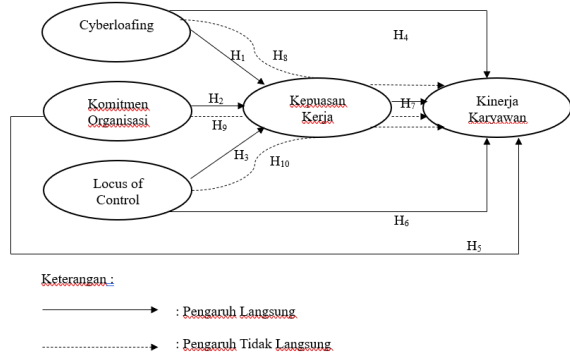 Cyberloafing
H4
H1
H8
H2
Komitmen
Organisasi
Kepuasan
Kerja
H7
Kinerja
Karyawan
H9
H3
H10
Locus of
Control
H6
H5
Keterangan :
: Pengaruh Langsung
: Pengaruh Tidak Langsung